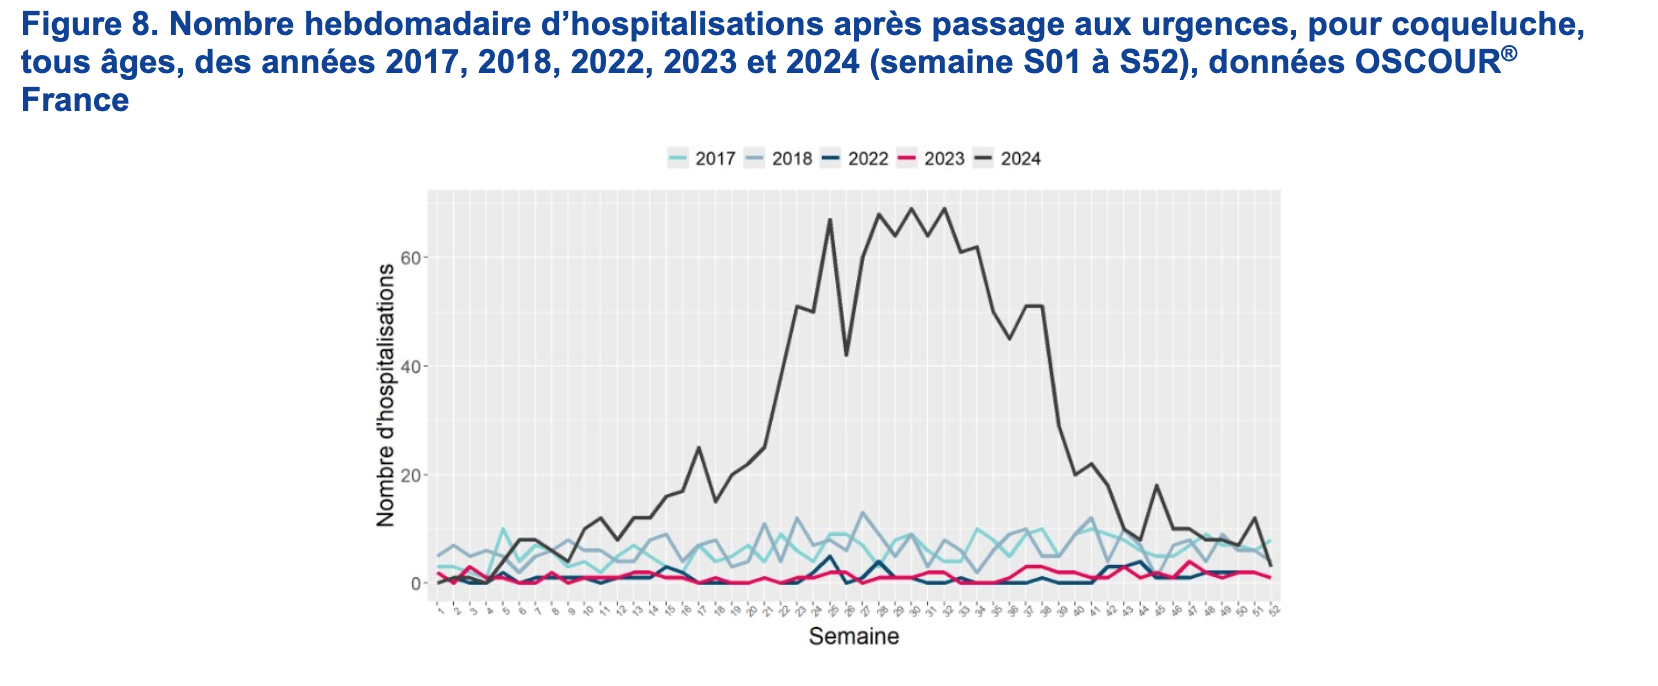 Figure 8. Nombre hebdomadaire d’hospitalisations après passage aux urgences, pour coqueluche,
tous âges, des années 2017, 2018, 2022, 2023 et 2024 (semaine S01 à S52), données OSCOUR®
France
2017 2018 2022 2023 2024
Nombre d'hospitalisations
60
40
20
0
1 2 3 4 5 6 7 8 9 10 11 12 13 14 15 16 17 18 19 20 21 22 23 24 25 26 27 28 29 30 31 32 33 34 35 36 37 38 39 40 41 42 43 44 45 46 47 48 49 50 51 52
Semaine